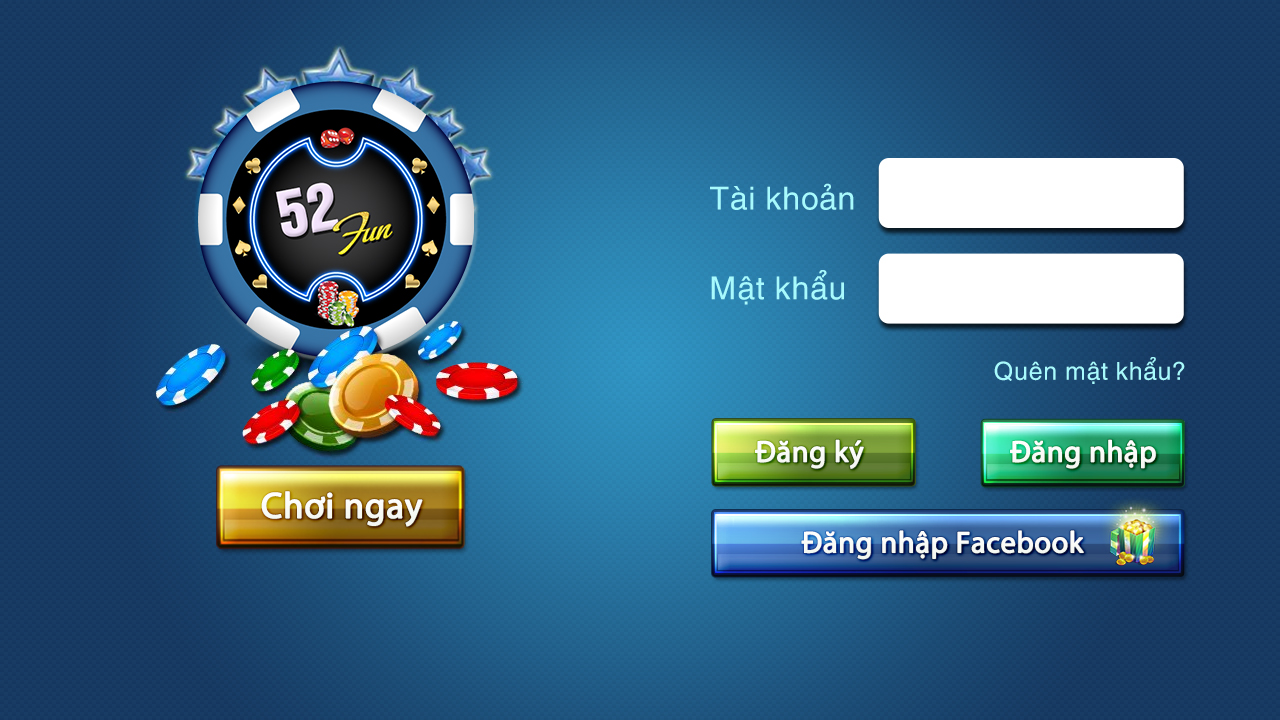 52
Fun
Chơi ngay
Tài khoản
Mật khẩu
Quên mật khẩu?
Đăng ký
Đăng nhập
Đăng nhập Facebook